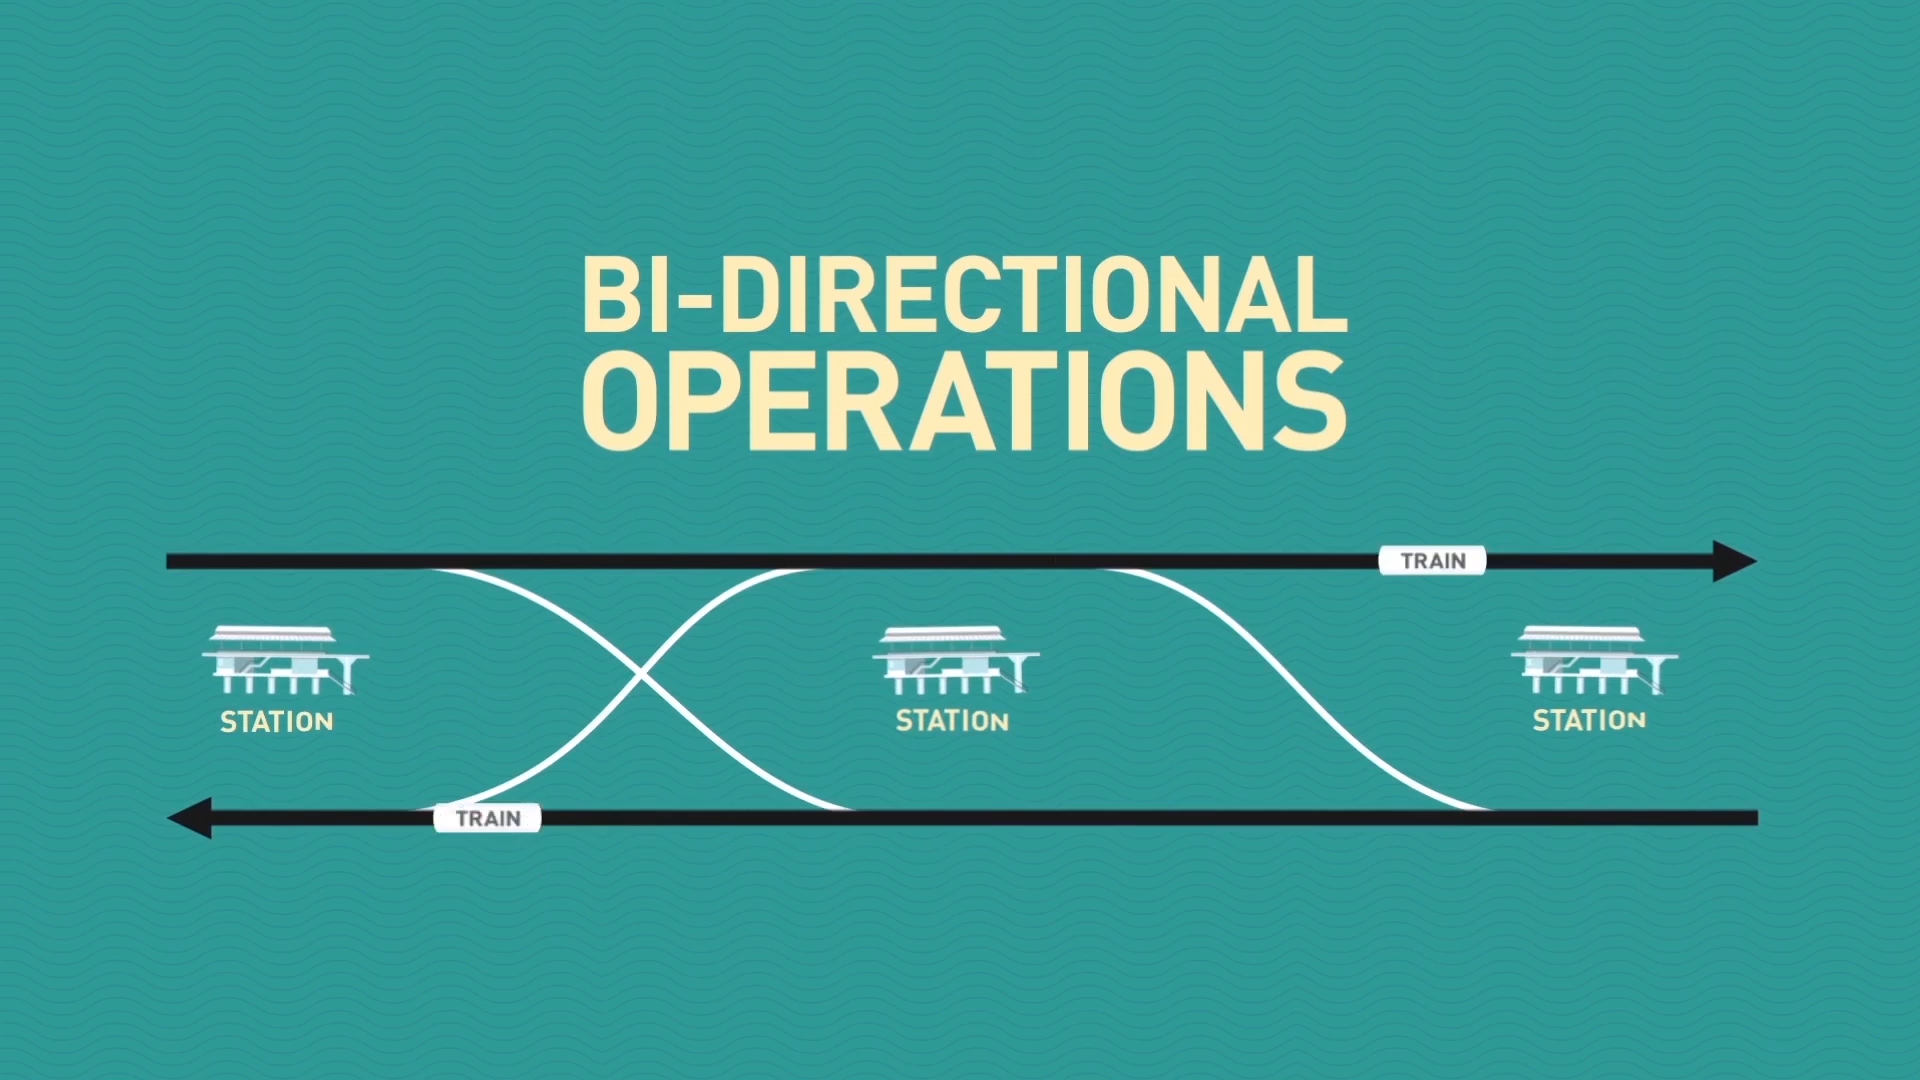 BI-DIRECTIONAL
OPERATIONS
TRAIN
STATION
STATION
STATION
TRAIN